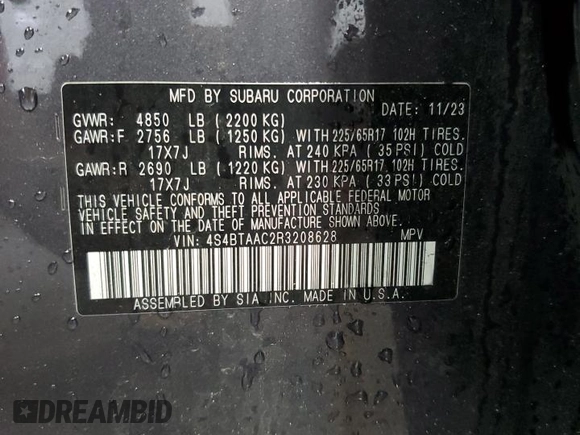 MFD BY SUBARU CORPORATION
GVWR: 4850 LB (2200 KG) DATE: 11/23
GAWR:F 2756 LB (1250 KG) WITH 225/65R17 102H TIRES.
17X7J RIMS. AT 240 KPA (35 PSI) COLD
GAWR:R 2690 LB (1220 KG) WITH 225/65R17 102H TIRES.
17X7J RIMS. AT 230 KPA (33 PSI) COLD
THIS VEHICLE CONFORMS TO ALL APPLICABLE FEDERAL MOTOR
VEHICLE SAFETY AND THEFT PREVENTION STANDARDS
IN EFFECT ON THE DATE OF MANUFACTURE SHOWN ABOVE.
VIN: 4S4BTAAC2R3208628 MPV
ASSEMBLED BY SIA INC. MADE IN U.S.A.
DREAMBID